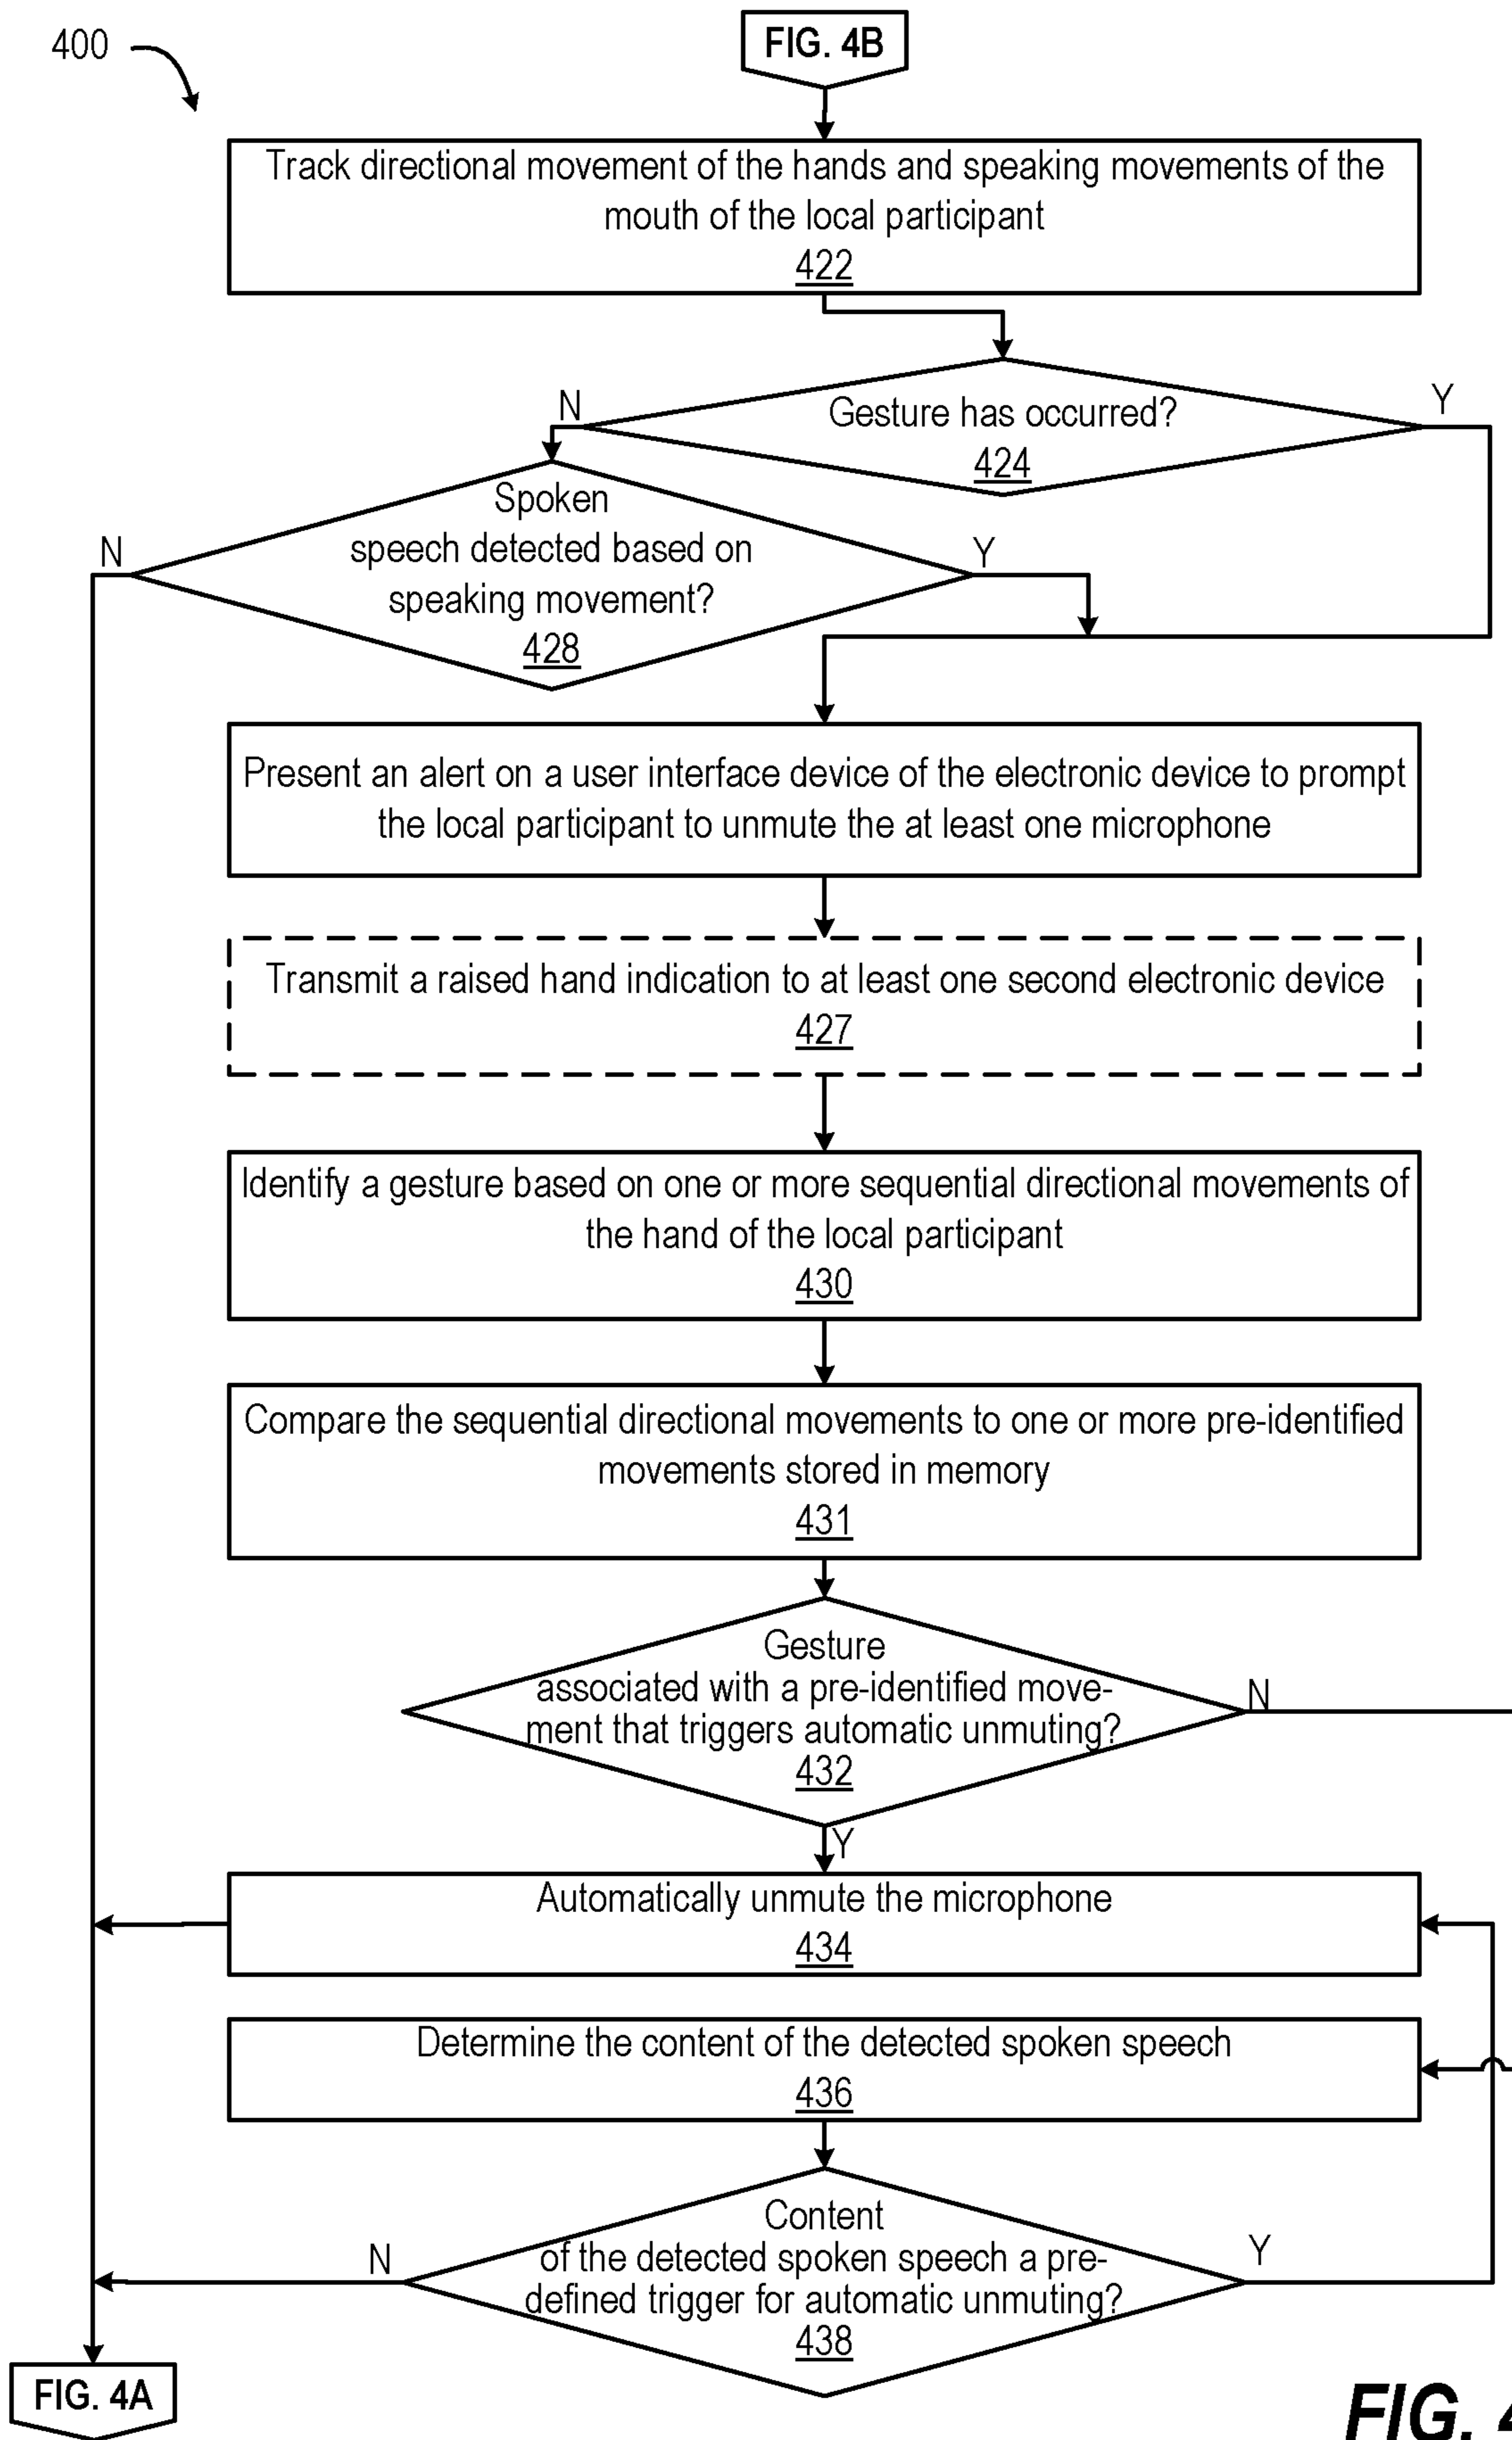 400
FIG. 4B
Track directional movement of the hands and speaking movements of the
mouth of the local participant
422
N
Gesture has occurred?
Y
424
Spoken
N
speech detected based on
Y
speaking movement?
428
Present an alert on a user interface device of the electronic device to prompt
the local participant to unmute the at least one microphone
Transmit a raised hand indication to at least one second electronic device
427
Identify a gesture based on one or more sequential directional movements of
the hand of the local participant
430
Compare the sequential directional movements to one or more pre-identified
movements stored in memory
431
Gesture
associated with a pre-identified move-
N
ment that triggers automatic unmuting?
432
Y
Automatically unmute the microphone
434
Determine the content of the detected spoken speech
436
Content
N
of the detected spoken speech a pre-
Y
defined trigger for automatic unmuting?
438
FIG. 4A
FIG. 4